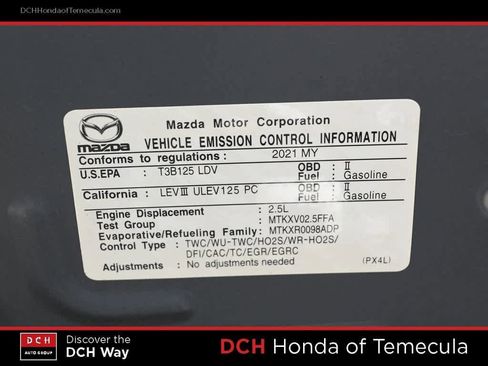 DCHHondaofTemecula.com
mazda
Mazda Motor Corporation
VEHICLE EMISSION CONTROL INFORMATION
Conforms to regulations : 2021 MY
U.S.EPA : T3B125 LDV OBD : II
Fuel : Gasoline
California : LEVⅢ ULEV125 PC OBD : II
Fuel : Gasoline
Engine Displacement : 2.5L
Test Group : MTKXV02.5FFA
Evaporative/Refueling Family: MTKXR0098ADP
Control Type : TWC/WU-TWC/HO2S/WR-HO2S/
DFI/CAC/TC/EGR/EGRC
Adjustments : No adjustments needed (PX4L)
DCH
AUTO GROUP
Discover the
DCH Way
DCH Honda of Temecula